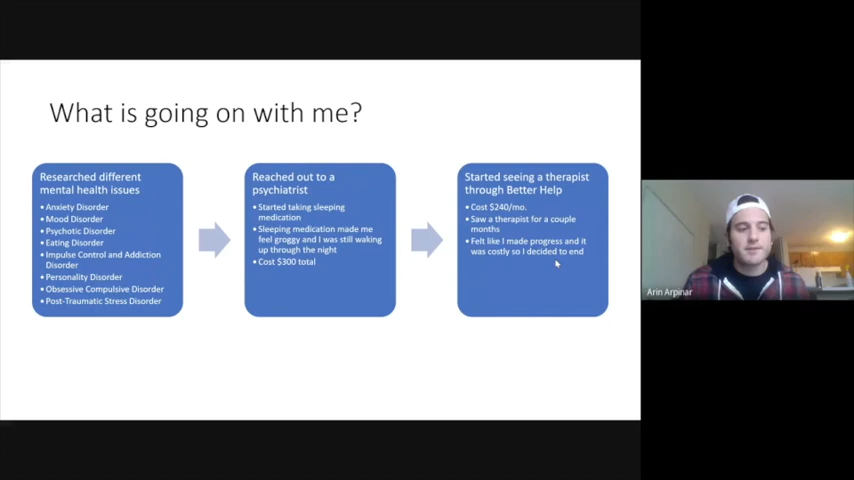 What is going on with me?
Researched different
mental health issues
• Anxiety Disorder
• Mood Disorder
• Psychotic Disorder
• Eating Disorder
• Impulse Control and Addiction
Disorder
• Personality Disorder
• Obsessive Compulsive Disorder
• Post-Traumatic Stress Disorder
Reached out to a
psychiatrist
• Started taking sleeping
medication
• Sleeping medication made me
feel groggy and I was still waking
up through the night
• Cost $300 total
Started seeing a therapist
through Better Help
• Cost $240/mo.
• Saw a therapist for a couple
months
• Felt like I made progress and it
was costly so I decided to end
Arin Arpinar